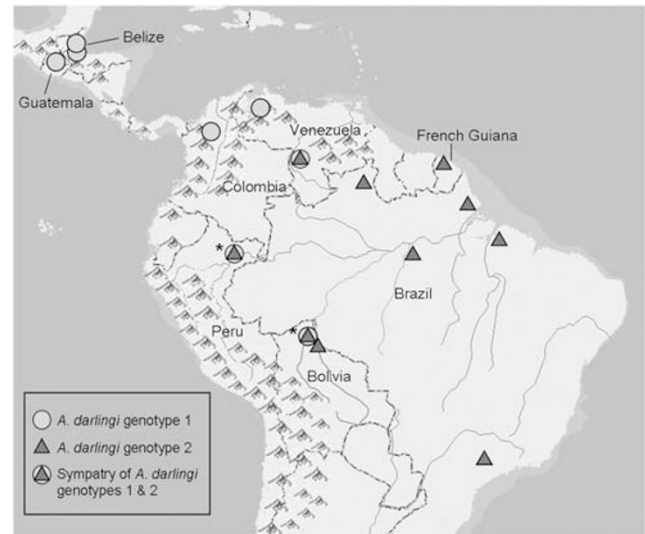 Belize
Guatemala
Venezuela
French Guiana
Colombia
*
Brazil
Peru
*
Bolivia
A. darlingi genotype 1
A. darlingi genotype 2
Sympatry of A. darlingi
genotypes 1 & 2